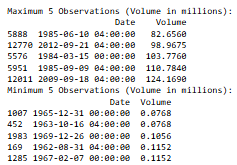 Maximum 5 Observations (Volume in millions):
Date Volume
5888 1985-06-10 04:00:00 82.6560
12770 2012-09-21 04:00:00 98.9675
5576 1984-03-15 00:00:00 103.7760
5951 1985-09-09 04:00:00 110.7840
12011 2009-09-18 04:00:00 124.1690
Minimum 5 Observations (Volume in millions):
Date Volume
1007 1965-12-31 00:00:00 0.0768
452 1963-10-16 04:00:00 0.0768
1983 1969-12-26 00:00:00 0.1056
169 1962-08-31 04:00:00 0.1152
1285 1967-02-07 00:00:00 0.1152